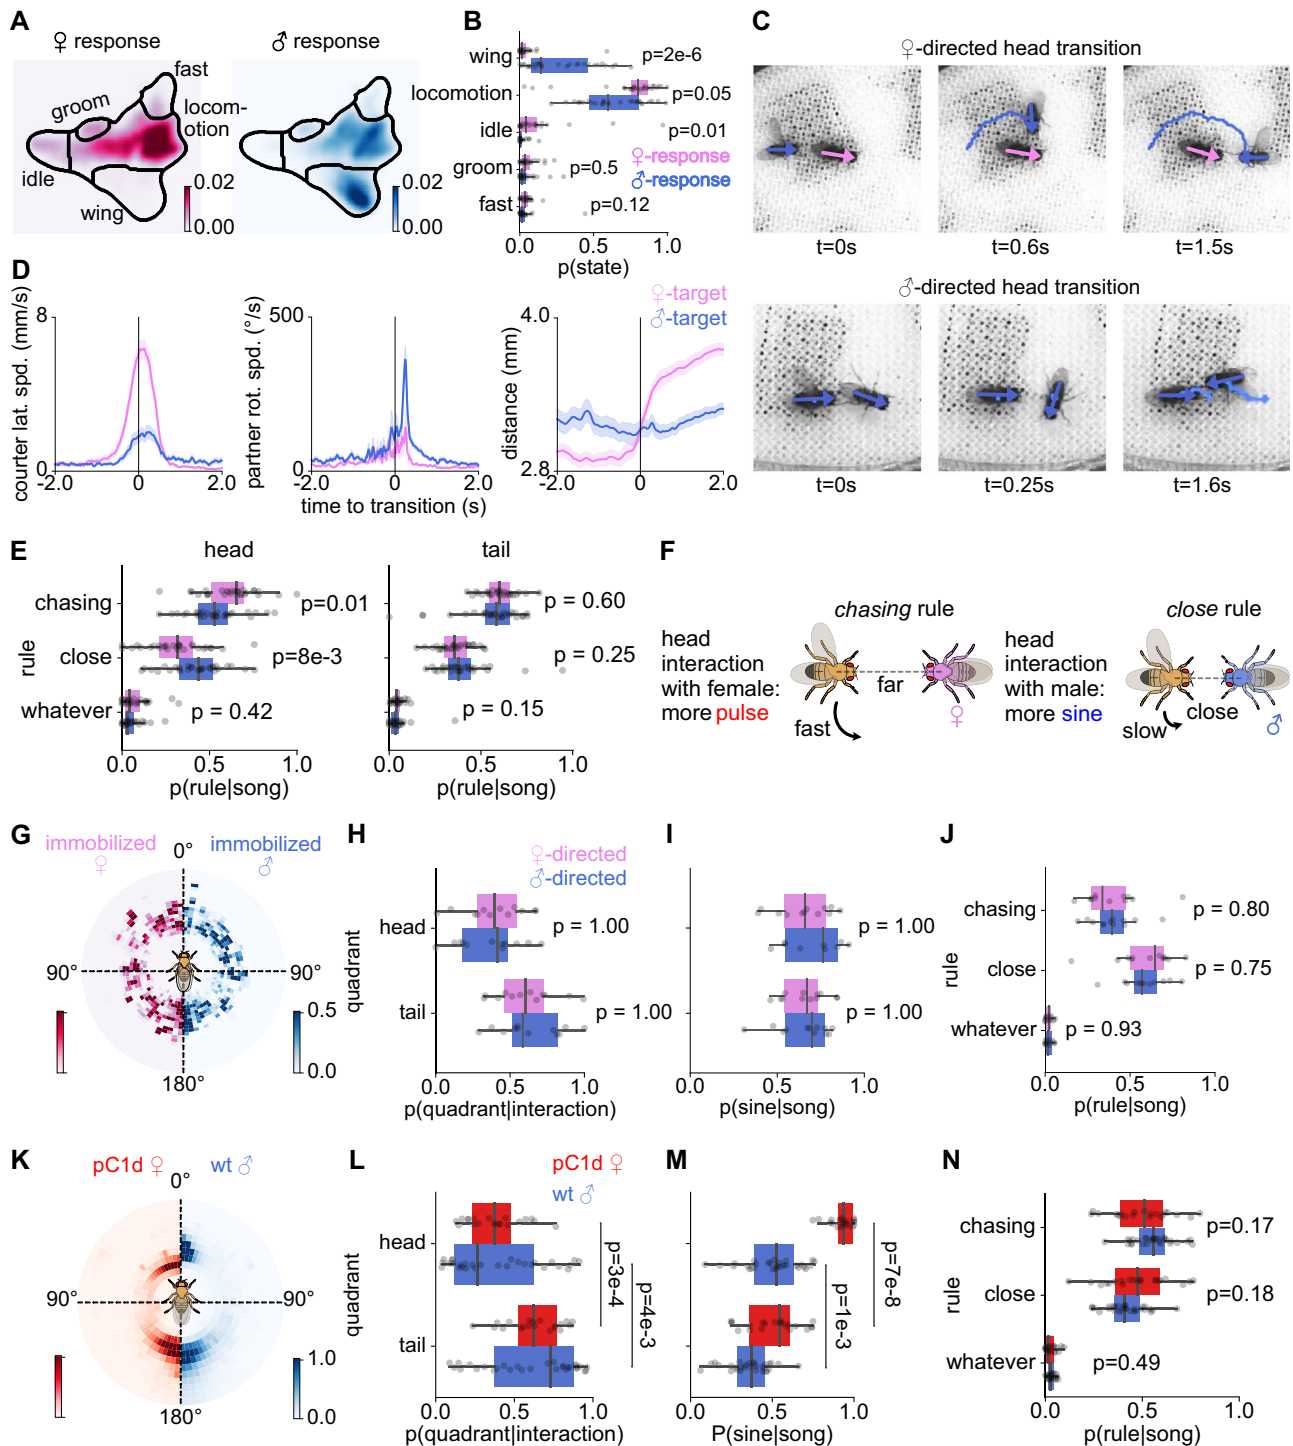 A
♀ response
♂ response
fast
groom
locom-
otion
idle
wing
0.02
0.00
0.02
0.00
B
wing
locomotion
idle
groom
fast
p=2e-6
p=0.05
p=0.01
♀-response
p=0.5
♂-response
p=0.12
0.0
0.5
1.0
p(state)
C
♀-directed head transition
t=0s
t=0.6s
t=1.5s
♂-directed head transition
t=0s
t=0.25s
t=1.6s
D
courter lat. spd. (mm/s)
8
0
-2.0
0
2.0
partner rot. spd. (°/s)
500
0
-2.0
0
2.0
time to transition (s)
♀-target
♂-target
distance (mm)
4.0
2.8
-2.0
0
2.0
E
head
tail
rule
chasing
close
whatever
p=0.01
p=8e-3
p = 0.42
p = 0.60
p = 0.25
p = 0.15
0.0
0.5
1.0
p(rule|song)
0.0
0.5
1.0
p(rule|song)
F
chasing rule
close rule
head
interaction
with female:
more pulse
far
fast
♀
head
interaction
with male:
more sine
close
slow
♂
G
immobilized
♀
0°
immobilized
♂
90°
90°
180°
0.5
0.0
H
♀-directed
♂-directed
quadrant
head
tail
p = 1.00
p = 1.00
0.0
0.5
1.0
p(quadrant|interaction)
I
p = 1.00
p = 1.00
0.0
0.5
1.0
p(sine|song)
J
rule
chasing
close
whatever
p = 0.80
p = 0.75
p = 0.93
0.0
0.5
1.0
p(rule|song)
K
pC1d ♀
wt ♂
0°
90°
90°
180°
1.0
0.0
L
pC1d ♀
wt ♂
quadrant
head
tail
p=3e-4
p=4e-3
0.0
0.5
1.0
p(quadrant|interaction)
M
p=7e-8
p=1e-3
0.0
0.5
1.0
P(sine|song)
N
rule
chasing
close
whatever
p=0.17
p=0.18
p=0.49
0.0
0.5
1.0
p(rule|song)